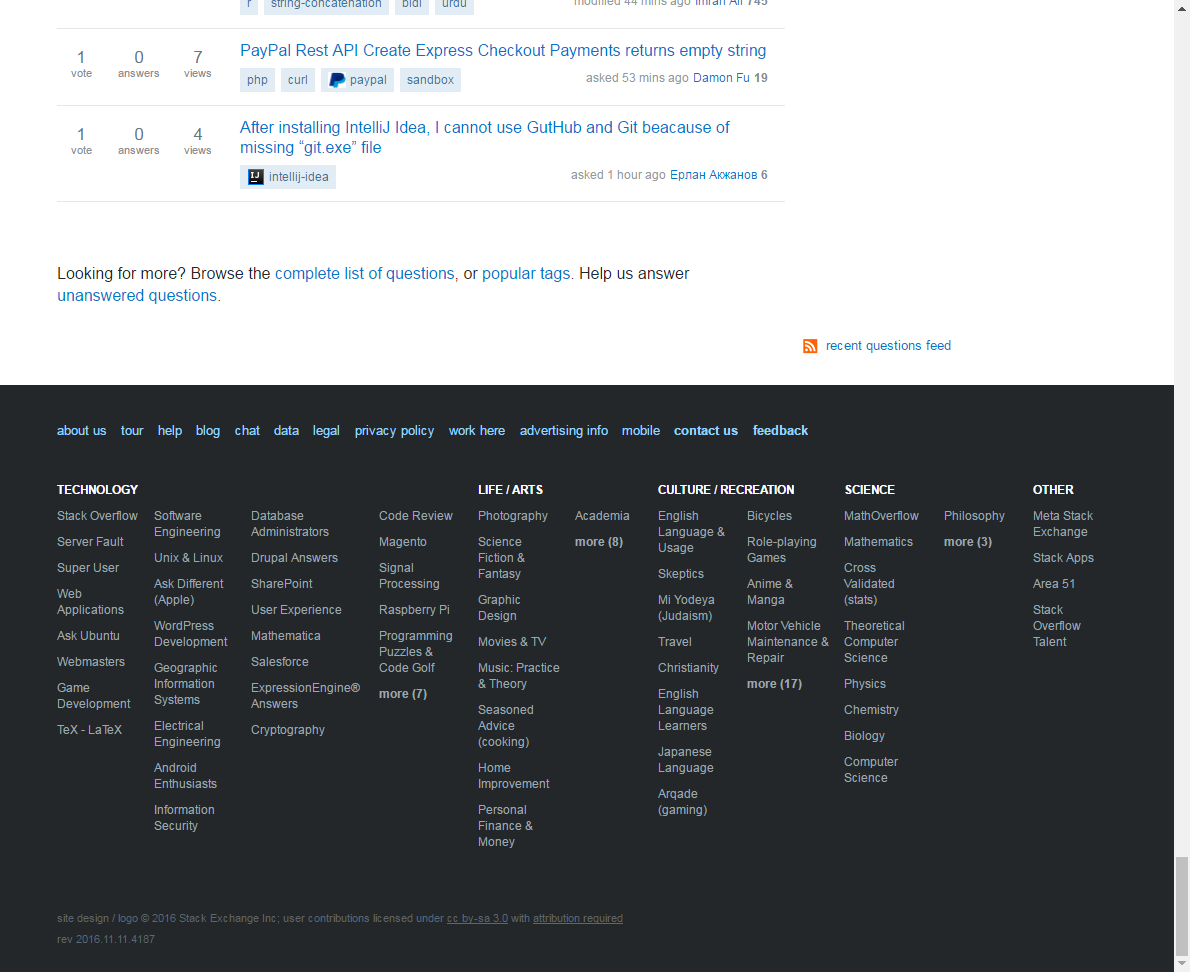 r string-concatenation bidi urdu
modified 44 mins ago Imran Ali 745
1 0 7
vote answers views
PayPal Rest API Create Express Checkout Payments returns empty string
php curl paypal sandbox
asked 53 mins ago Damon Fu 19
1 0 4
vote answers views
After installing IntelliJ Idea, I cannot use GutHub and Git beacause of
missing “git.exe” file
IJ intellij-idea
asked 1 hour ago Ерлан Акжанов 6
Looking for more? Browse the complete list of questions, or popular tags. Help us answer
unanswered questions.
recent questions feed
about us tour help blog chat data legal privacy policy work here advertising info mobile contact us feedback
TECHNOLOGY
Stack Overflow
Server Fault
Super User
Web
Applications
Ask Ubuntu
Webmasters
Game
Development
TeX - LaTeX
Software
Engineering
Unix & Linux
Ask Different
(Apple)
WordPress
Development
Geographic
Information
Systems
Electrical
Engineering
Android
Enthusiasts
Information
Security
Database
Administrators
Drupal Answers
SharePoint
User Experience
Mathematica
Salesforce
ExpressionEngine®
Answers
Cryptography
Code Review
Magento
Signal
Processing
Raspberry Pi
Programming
Puzzles &
Code Golf
more (7)
LIFE / ARTS
Photography
Science
Fiction &
Fantasy
Graphic
Design
Movies & TV
Music: Practice
& Theory
Seasoned
Advice
(cooking)
Home
Improvement
Personal
Finance &
Money
Academia
more (8)
CULTURE / RECREATION
English
Language &
Usage
Skeptics
Mi Yodeya
(Judaism)
Travel
Christianity
English
Language
Learners
Japanese
Language
Arqade
(gaming)
Bicycles
Role-playing
Games
Anime &
Manga
Motor Vehicle
Maintenance &
Repair
more (17)
SCIENCE
MathOverflow
Mathematics
Cross
Validated
(stats)
Theoretical
Computer
Science
Physics
Chemistry
Biology
Computer
Science
Philosophy
more (3)
OTHER
Meta Stack
Exchange
Stack Apps
Area 51
Stack
Overflow
Talent
site design / logo © 2016 Stack Exchange Inc; user contributions licensed under cc by-sa 3.0 with attribution required
rev 2016.11.11.4187